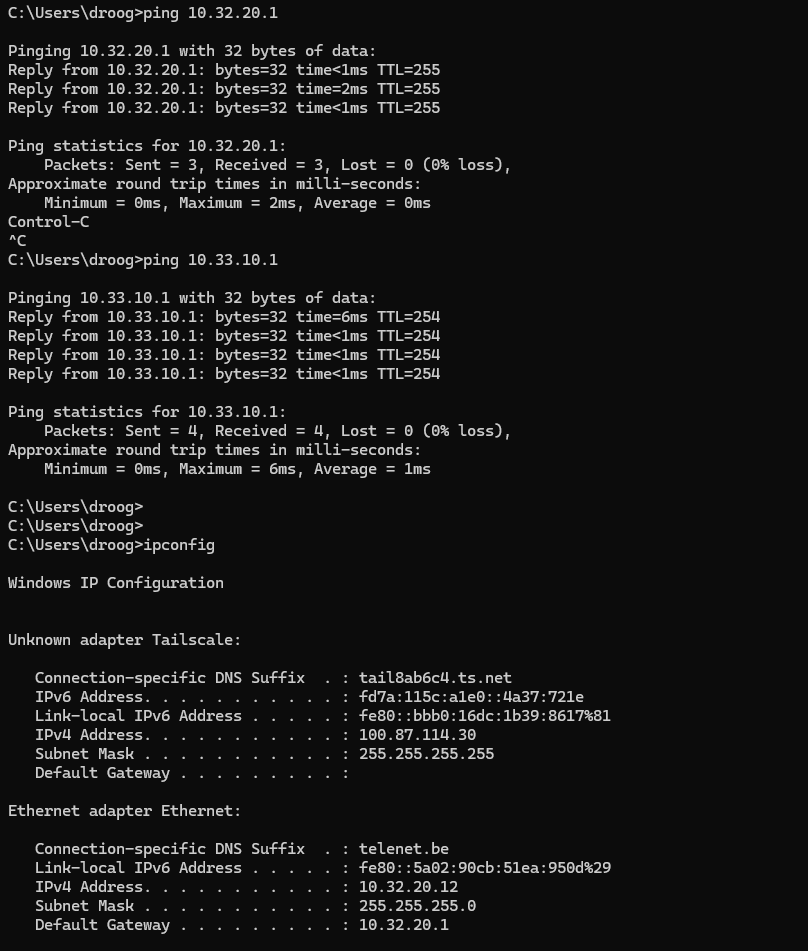 C:\Users\droog>ping 10.32.20.1
Pinging 10.32.20.1 with 32 bytes of data:
Reply from 10.32.20.1: bytes=32 time<1ms TTL=255
Reply from 10.32.20.1: bytes=32 time=2ms TTL=255
Reply from 10.32.20.1: bytes=32 time<1ms TTL=255
Ping statistics for 10.32.20.1:
    Packets: Sent = 3, Received = 3, Lost = 0 (0% loss),
Approximate round trip times in milli-seconds:
    Minimum = 0ms, Maximum = 2ms, Average = 0ms
Control-C
^C
C:\Users\droog>ping 10.33.10.1
Pinging 10.33.10.1 with 32 bytes of data:
Reply from 10.33.10.1: bytes=32 time=6ms TTL=254
Reply from 10.33.10.1: bytes=32 time<1ms TTL=254
Reply from 10.33.10.1: bytes=32 time<1ms TTL=254
Reply from 10.33.10.1: bytes=32 time<1ms TTL=254
Ping statistics for 10.33.10.1:
    Packets: Sent = 4, Received = 4, Lost = 0 (0% loss),
Approximate round trip times in milli-seconds:
    Minimum = 0ms, Maximum = 6ms, Average = 1ms
C:\Users\droog>
C:\Users\droog>
C:\Users\droog>ipconfig
Windows IP Configuration
Unknown adapter Tailscale:
   Connection-specific DNS Suffix  . : tail8ab6c4.ts.net
   IPv6 Address. . . . . . . . . . . : fd7a:115c:a1e0::4a37:721e
   Link-local IPv6 Address . . . . . : fe80::bbb0:16dc:1b39:8617%81
   IPv4 Address. . . . . . . . . . . : 100.87.114.30
   Subnet Mask . . . . . . . . . . . : 255.255.255.255
   Default Gateway . . . . . . . . . :
Ethernet adapter Ethernet:
   Connection-specific DNS Suffix  . : telenet.be
   Link-local IPv6 Address . . . . . : fe80::5a02:90cb:51ea:950d%29
   IPv4 Address. . . . . . . . . . . : 10.32.20.12
   Subnet Mask . . . . . . . . . . . : 255.255.255.0
   Default Gateway . . . . . . . . . : 10.32.20.1